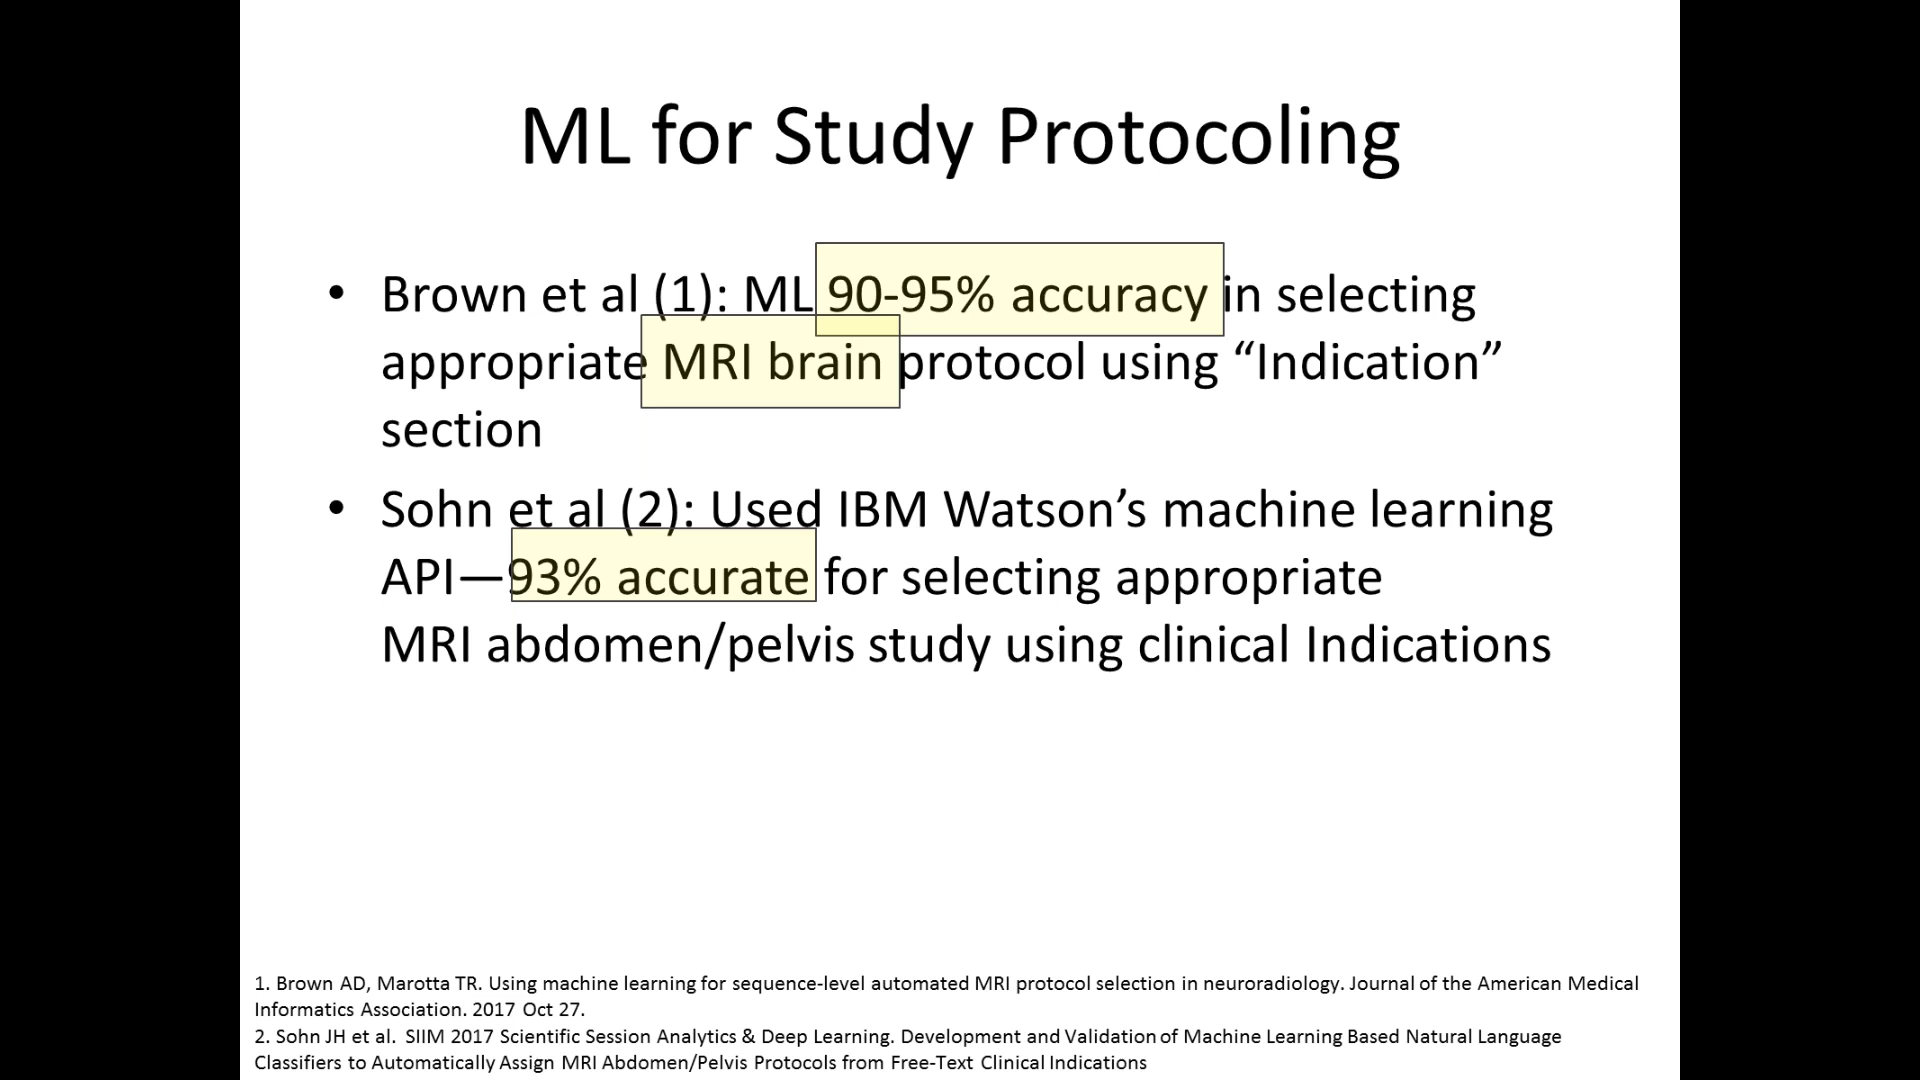 ML for Study Protocoling
• Brown et al (1): ML 90-95% accuracy in selecting
appropriate MRI brain protocol using “Indication”
section
• Sohn et al (2): Used IBM Watson’s machine learning
API—93% accurate for selecting appropriate
MRI abdomen/pelvis study using clinical Indications
1. Brown AD, Marotta TR. Using machine learning for sequence-level automated MRI protocol selection in neuroradiology. Journal of the American Medical
Informatics Association. 2017 Oct 27.
2. Sohn JH et al.  SIIM 2017 Scientific Session Analytics & Deep Learning. Development and Validation of Machine Learning Based Natural Language
Classifiers to Automatically Assign MRI Abdomen/Pelvis Protocols from Free-Text Clinical Indications